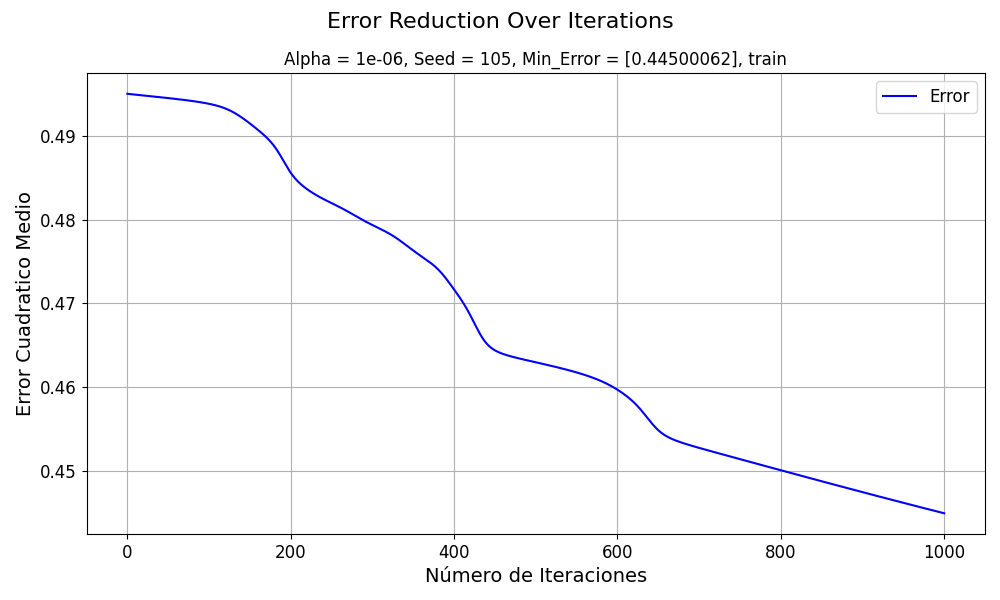 Error Reduction Over Iterations
Alpha = 1e-06, Seed = 105, Min_Error = [0.44500062], train
Error
Error Cuadratico Medio
0.49
0.48
0.47
0.46
0.45
0
200
400
600
800
1000
Número de Iteraciones